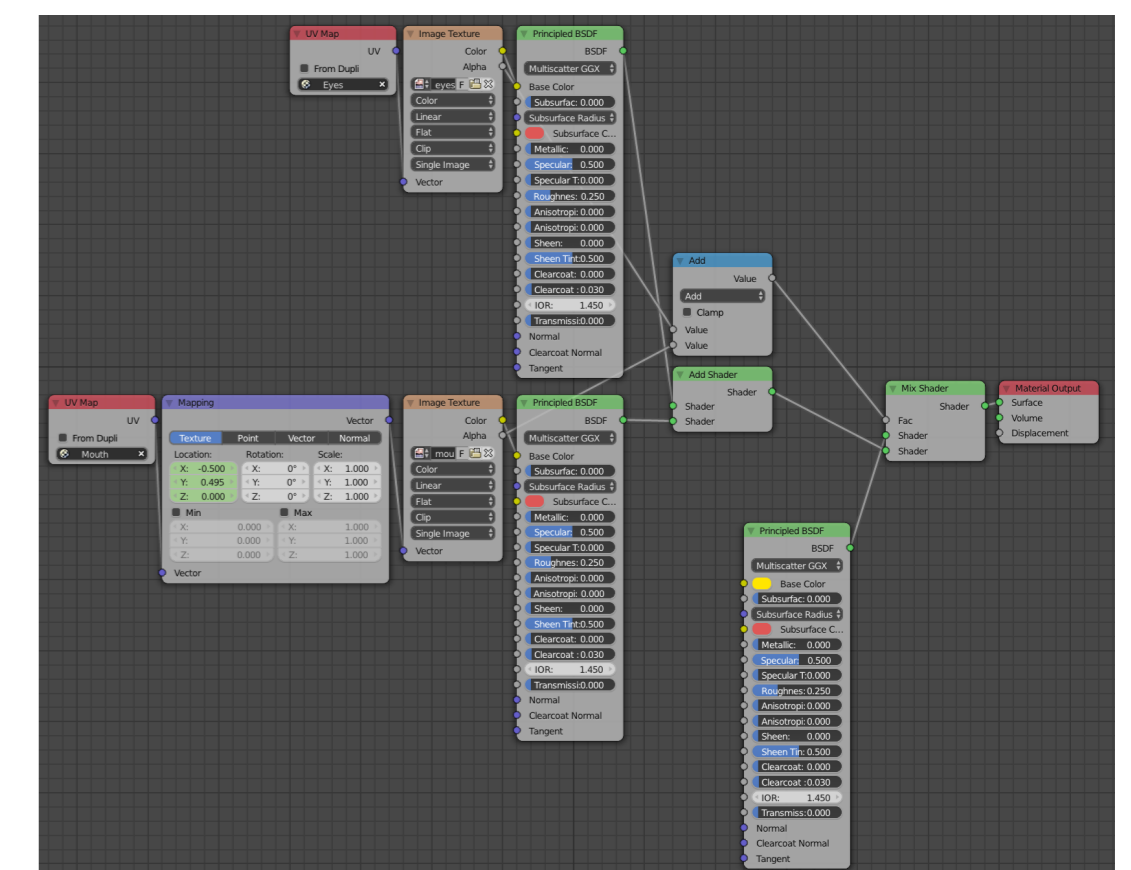 UV Map
UV
From Dupli
Eyes
Image Texture
Color
Alpha
eyes F
Color
Linear
Flat
Clip
Single Image
Vector
Principled BSDF
BSDF
Multiscatter GGX
Base Color
Subsurfac: 0.000
Subsurface Radius
Subsurface C...
Metallic: 0.000
Specular: 0.500
Specular T:0.000
Roughnes: 0.250
Anisotropi: 0.000
Anisotropi: 0.000
Sheen: 0.000
Sheen Tint:0.500
Clearcoat: 0.000
Clearcoat : 0.030
IOR: 1.450
Transmissi:0.000
Normal
Clearcoat Normal
Tangent
Add
Value
Add
Clamp
Value
Value
Add Shader
Shader
Shader
Shader
UV Map
UV
From Dupli
Mouth
Mapping
Vector
Texture Point Vector Normal
Location: Rotation: Scale:
X: -0.500 X: 0° X: 1.000
Y: 0.495 Y: 0° Y: 1.000
Z: 0.000 Z: 0° Z: 1.000
Min Max
X: 0.000 X: 1.000
Y: 0.000 Y: 1.000
Z: 0.000 Z: 1.000
Vector
Image Texture
Color
Alpha
mou F
Color
Linear
Flat
Clip
Single Image
Vector
Principled BSDF
BSDF
Multiscatter GGX
Base Color
Subsurfac: 0.000
Subsurface Radius
Subsurface C...
Metallic: 0.000
Specular: 0.500
Specular T:0.000
Roughnes: 0.250
Anisotropi: 0.000
Anisotropi: 0.000
Sheen: 0.000
Sheen Tint:0.500
Clearcoat: 0.000
Clearcoat : 0.030
IOR: 1.450
Transmissi:0.000
Normal
Clearcoat Normal
Tangent
Mix Shader
Shader
Fac
Shader
Shader
Material Output
Surface
Volume
Displacement
Principled BSDF
BSDF
Multiscatter GGX
Base Color
Subsurfac: 0.000
Subsurface Radius
Subsurface C...
Metallic: 0.000
Specular: 0.500
Specular T:0.000
Roughnes: 0.250
Anisotropi: 0.000
Anisotropi: 0.000
Sheen: 0.000
Sheen Tin: 0.500
Clearcoat: 0.000
Clearcoat :0.030
IOR: 1.450
Transmiss:0.000
Normal
Clearcoat Normal
Tangent